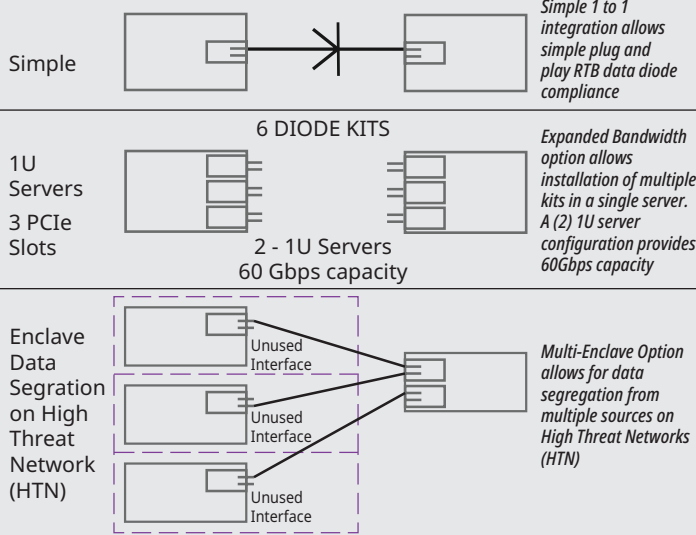 Simple
Simple 1 to 1
integration allows
simple plug and
play RTB data diode
compliance
1U
Servers
3 PCIe
Slots
6 DIODE KITS
2 - 1U Servers
60 Gbps capacity
Expanded Bandwidth
option allows
installation of multiple
kits in a single server.
A (2) 1U server
configuration provides
60Gbps capacity
Enclave
Data
Segration
on High
Threat
Network
(HTN)
Unused
Interface
Unused
Interface
Unused
Interface
Multi-Enclave Option
allows for data
segregation from
multiple sources on
High Threat Networks
(HTN)